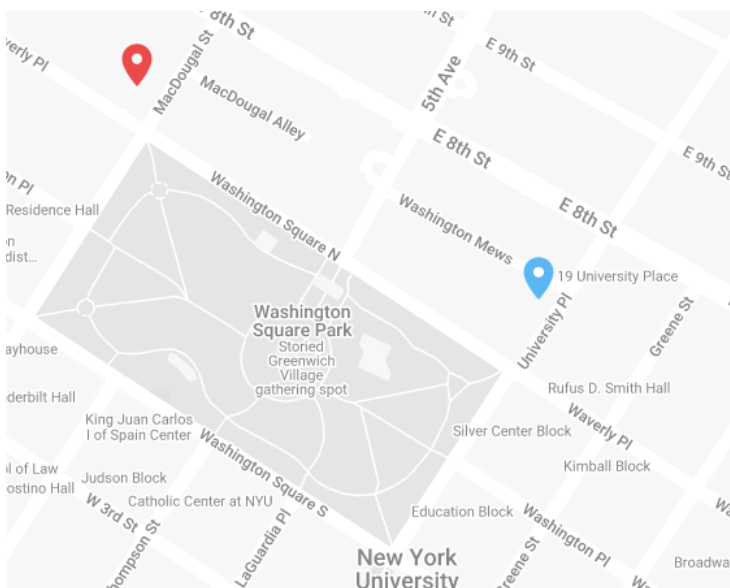 8th St
MacDougal St
MacDougal Alley
5th Ave
E 9th St
E 8th St
E 9th St
Washington Square N
Washington Mews
E 8th St
Residence Hall
19 University Place
University Pl
Greene St
Washington
Square Park
Storied
Greenwich
Village
gathering spot
Rufus D. Smith Hall
Waverly Pl
King Juan Carlos
I of Spain Center
Silver Center Block
Kimball Block
Washington Square S
Judson Block
Catholic Center at NYU
W 3rd St
LaGuardia Pl
Education Block
Washington Pl
Greene St
New York
University